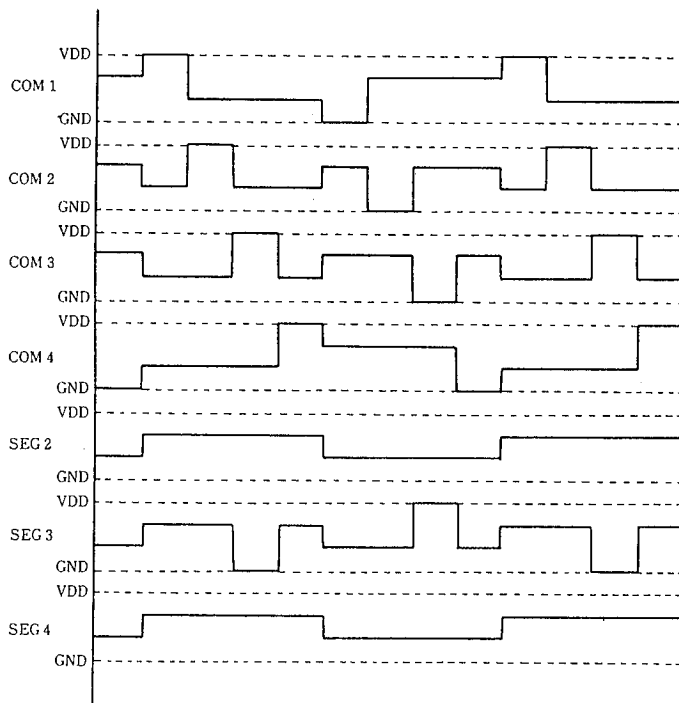 VDD
COM 1
GND
VDD
COM 2
GND
VDD
COM 3
GND
VDD
COM 4
GND
VDD
SEG 2
GND
VDD
SEG 3
GND
VDD
SEG 4
GND